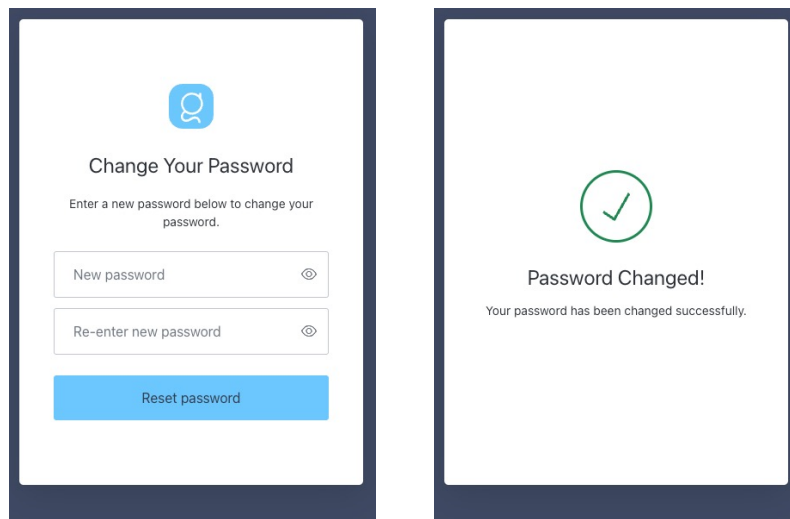 g
Change Your Password
Enter a new password below to change your
password.
New password
Re-enter new password
Reset password
Password Changed!
Your password has been changed successfully.